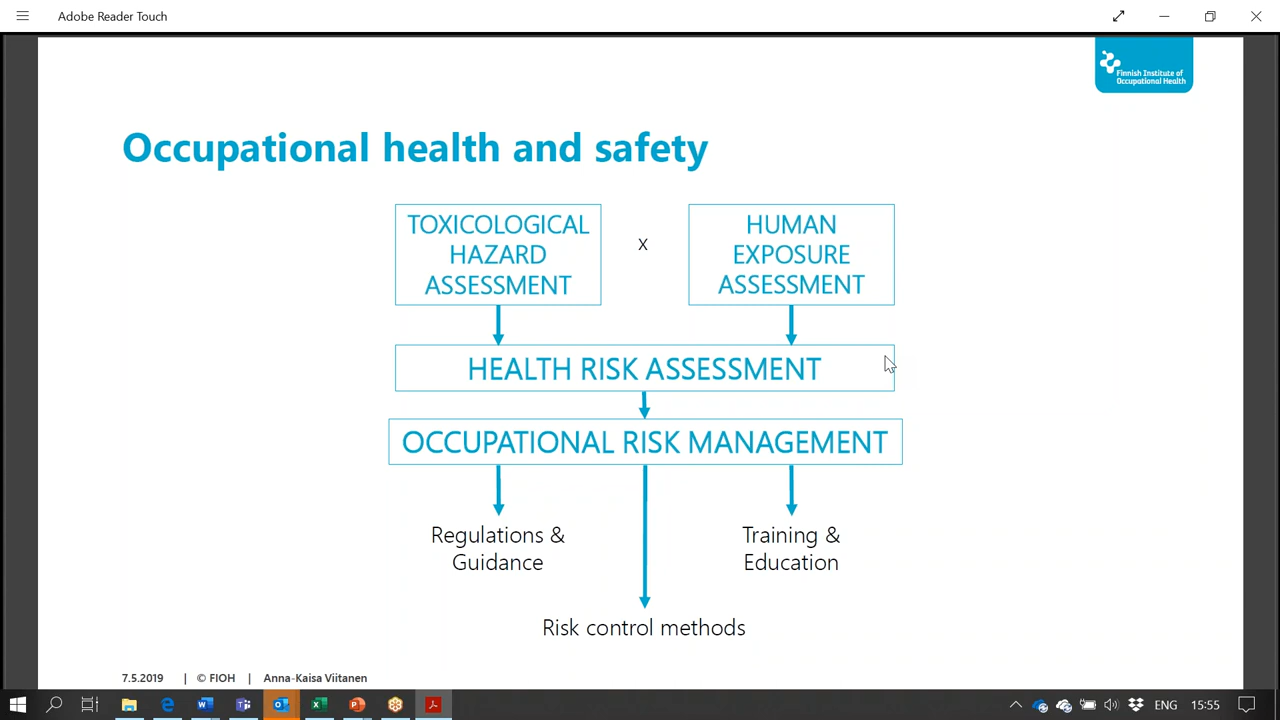 Adobe Reader Touch
Finnish Institute of
Occupational Health
Occupational health and safety
TOXICOLOGICAL
HAZARD
ASSESSMENT
X
HUMAN
EXPOSURE
ASSESSMENT
HEALTH RISK ASSESSMENT
OCCUPATIONAL RISK MANAGEMENT
Regulations &
Guidance
Training &
Education
Risk control methods
7.5.2019 | © FIOH | Anna-Kaisa Viitanen
ENG 15:55